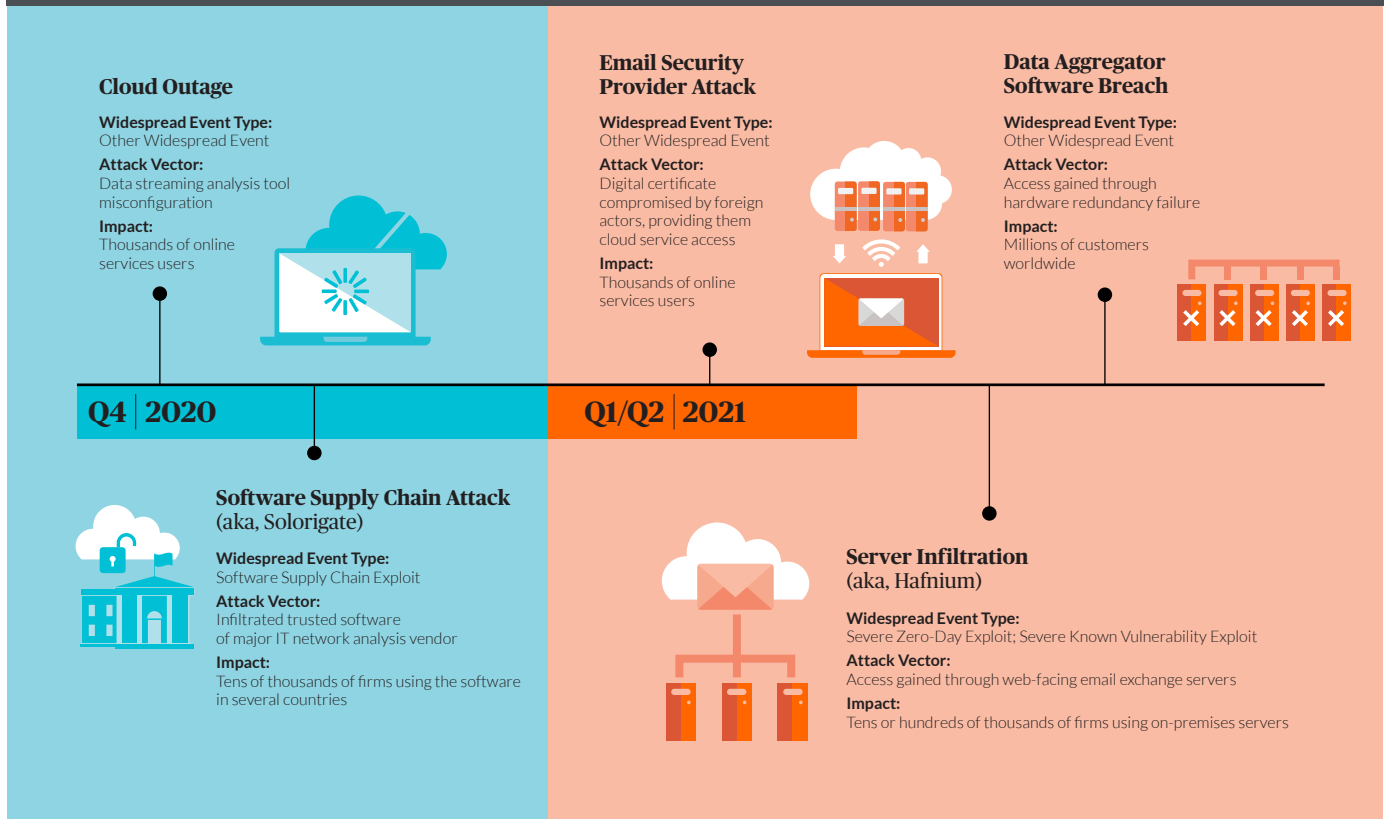 Cloud Outage
Widespread Event Type:
Other Widespread Event
Attack Vector:
Data streaming analysis tool
misconfiguration
Impact:
Thousands of online
services users
Email Security
Provider Attack
Widespread Event Type:
Other Widespread Event
Attack Vector:
Digital certificate
compromised by foreign
actors, providing them
cloud service access
Impact:
Thousands of online
services users
Data Aggregator
Software Breach
Widespread Event Type:
Other Widespread Event
Attack Vector:
Access gained through
hardware redundancy failure
Impact:
Millions of customers
worldwide
Q4 | 2020
Q1/Q2 | 2021
Software Supply Chain Attack
(aka, Solorigate)
Widespread Event Type:
Software Supply Chain Exploit
Attack Vector:
Infiltrated trusted software
of major IT network analysis vendor
Impact:
Tens of thousands of firms using the software
in several countries
Server Infiltration
(aka, Hafnium)
Widespread Event Type:
Severe Zero-Day Exploit; Severe Known Vulnerability Exploit
Attack Vector:
Access gained through web-facing email exchange servers
Impact:
Tens or hundreds of thousands of firms using on-premises servers